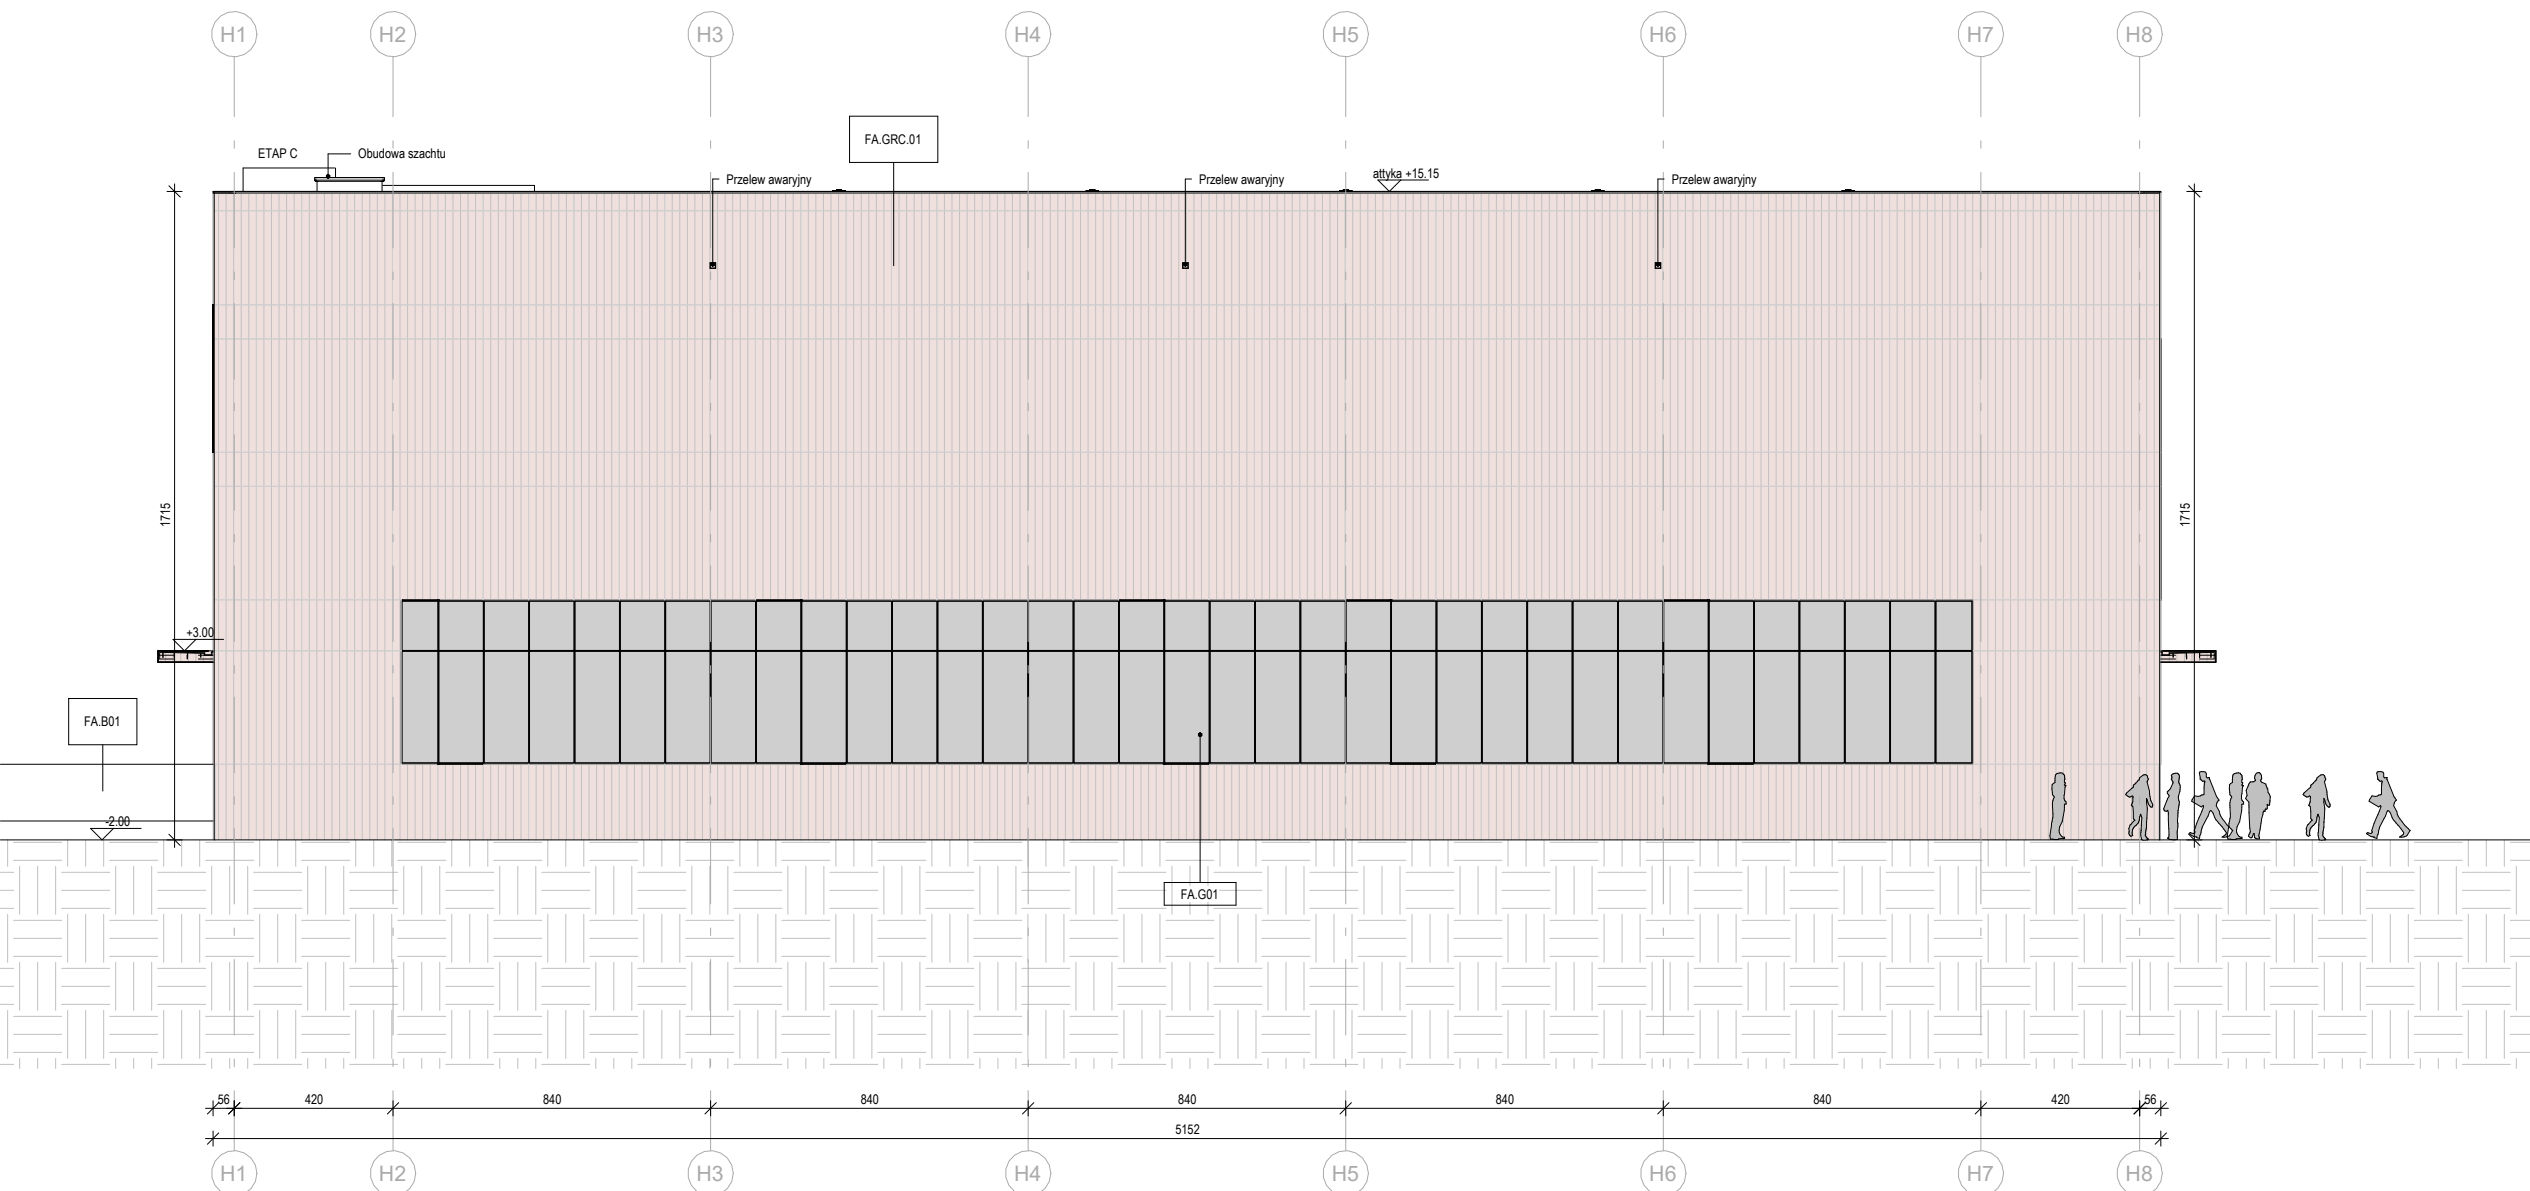 H1 H2 H3 H4 H5 H6 H7 H8
FA.GRC.01
ETAP C
Obudowa szachtu
Przelew awaryjny
Przelew awaryjny
attyka +15.15
Przelew awaryjny
1715
1715
+3.00
FA.B01
-2.00
FA.G01
56 420 840 840 840 840 840 420 56
5152
H1 H2 H3 H4 H5 H6 H7 H8